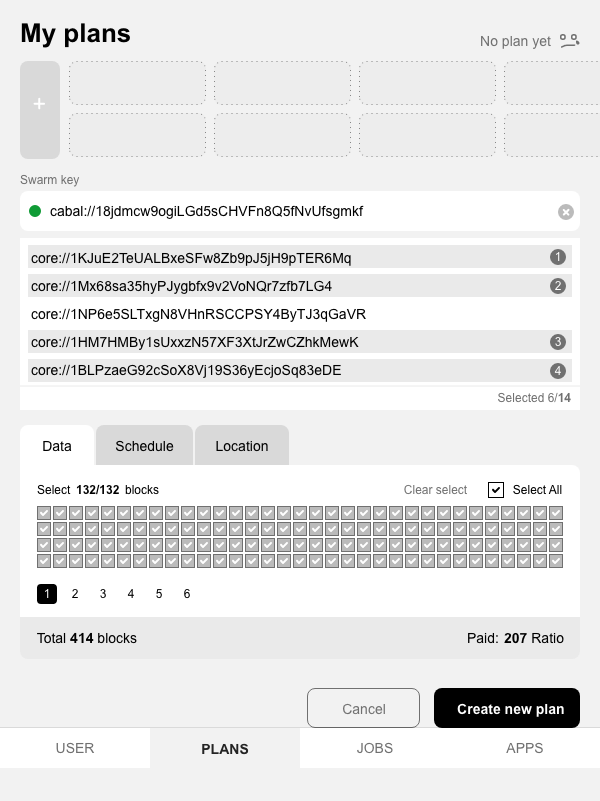 My plans
No plan yet
+
Swarm key
cabal://18jdmcw9ogiLGd5sCHVFn8Q5fNvUfsgmkf
core://1KJuE2TeUALBxeSFw8Zb9pJ5jH9pTER6Mq 1
core://1Mx68sa35hyPJygbfx9v2VoNQr7zfb7LG4 2
core://1NP6e5SLTxgN8VHnRSCCPSY4ByTJ3qGaVR
core://1HM7HMBy1sUxxzN57XF3XtJrZwCZhkMewK 3
core://1BLPzaeG92cSoX8Vj19S36yEcjoSq83eDE 4
Selected 6/14
Data Schedule Location
Select 132/132 blocks Clear select Select All
1 2 3 4 5 6
Total 414 blocks Paid: 207 Ratio
Cancel Create new plan
USER PLANS JOBS APPS